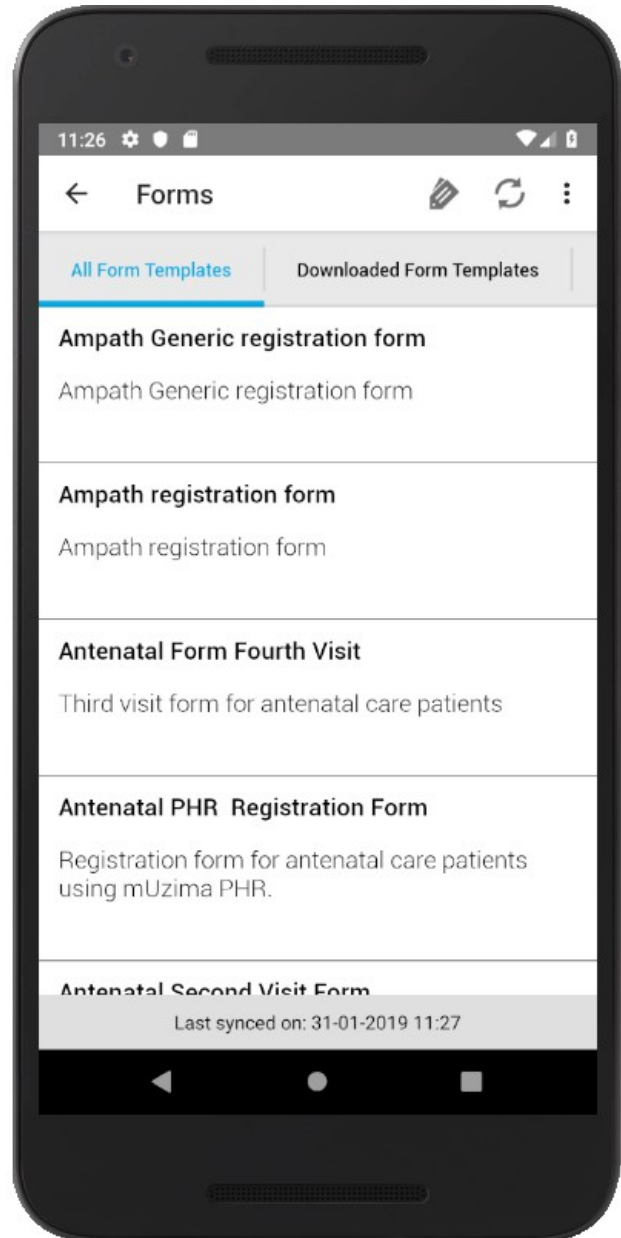 11:26
Forms
All Form Templates
Downloaded Form Templates
Ampath Generic registration form
Ampath Generic registration form
Ampath registration form
Ampath registration form
Antenatal Form Fourth Visit
Third visit form for antenatal care patients
Antenatal PHR  Registration Form
Registration form for antenatal care patients
using mUzima PHR.
Antenatal Second Visit Form
Last synced on: 31-01-2019 11:27